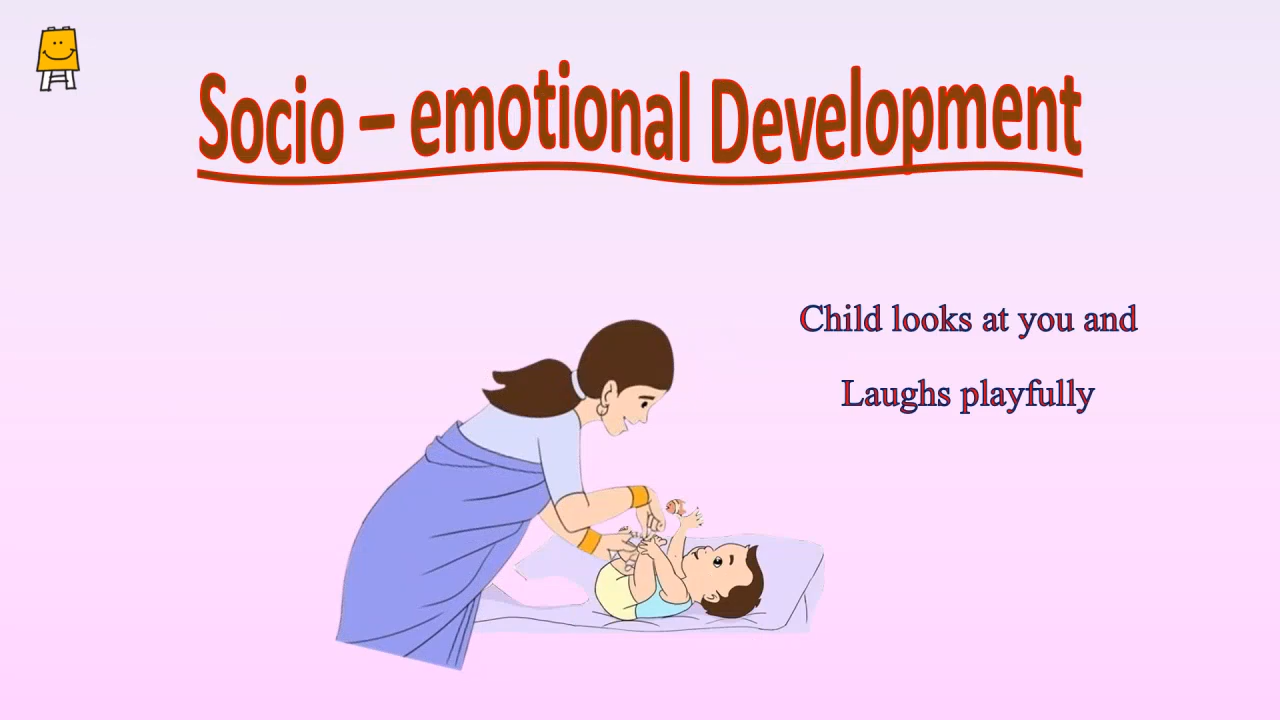 Socio – emotional Development
Child looks at you and
Laughs playfully